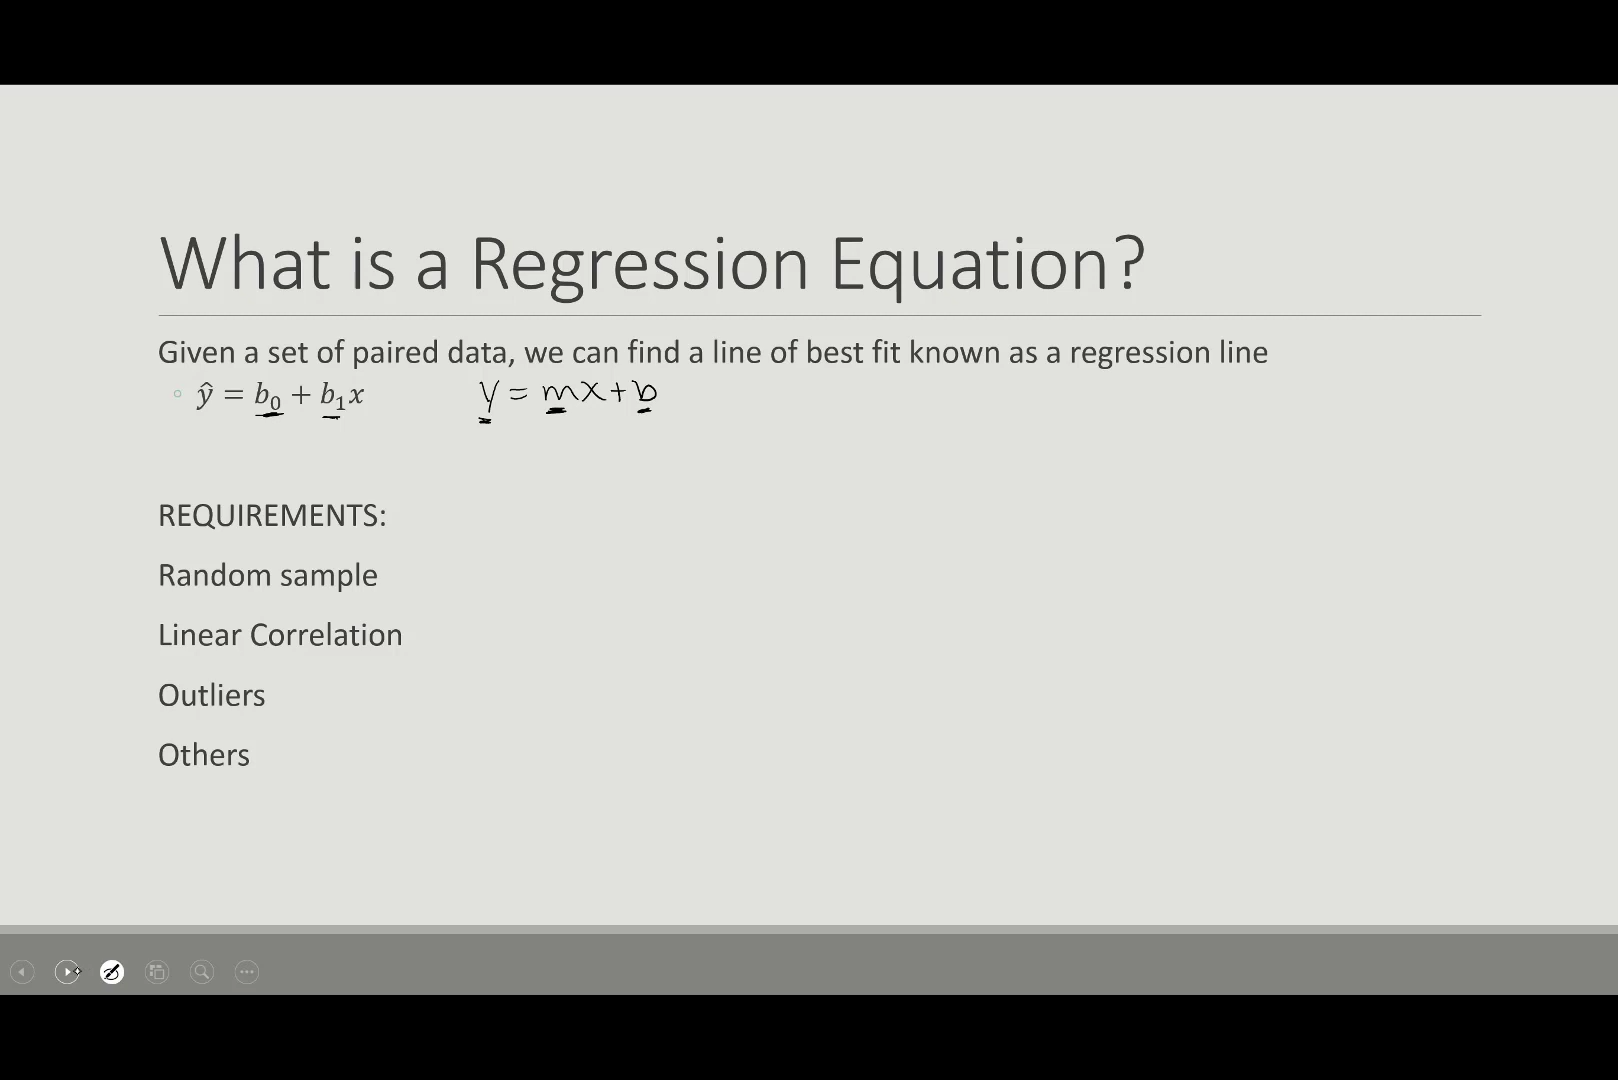 What is a Regression Equation?
Given a set of paired data, we can find a line of best fit known as a regression line
ŷ = b₀ + b₁x y = mx+b
REQUIREMENTS:
Random sample
Linear Correlation
Outliers
Others